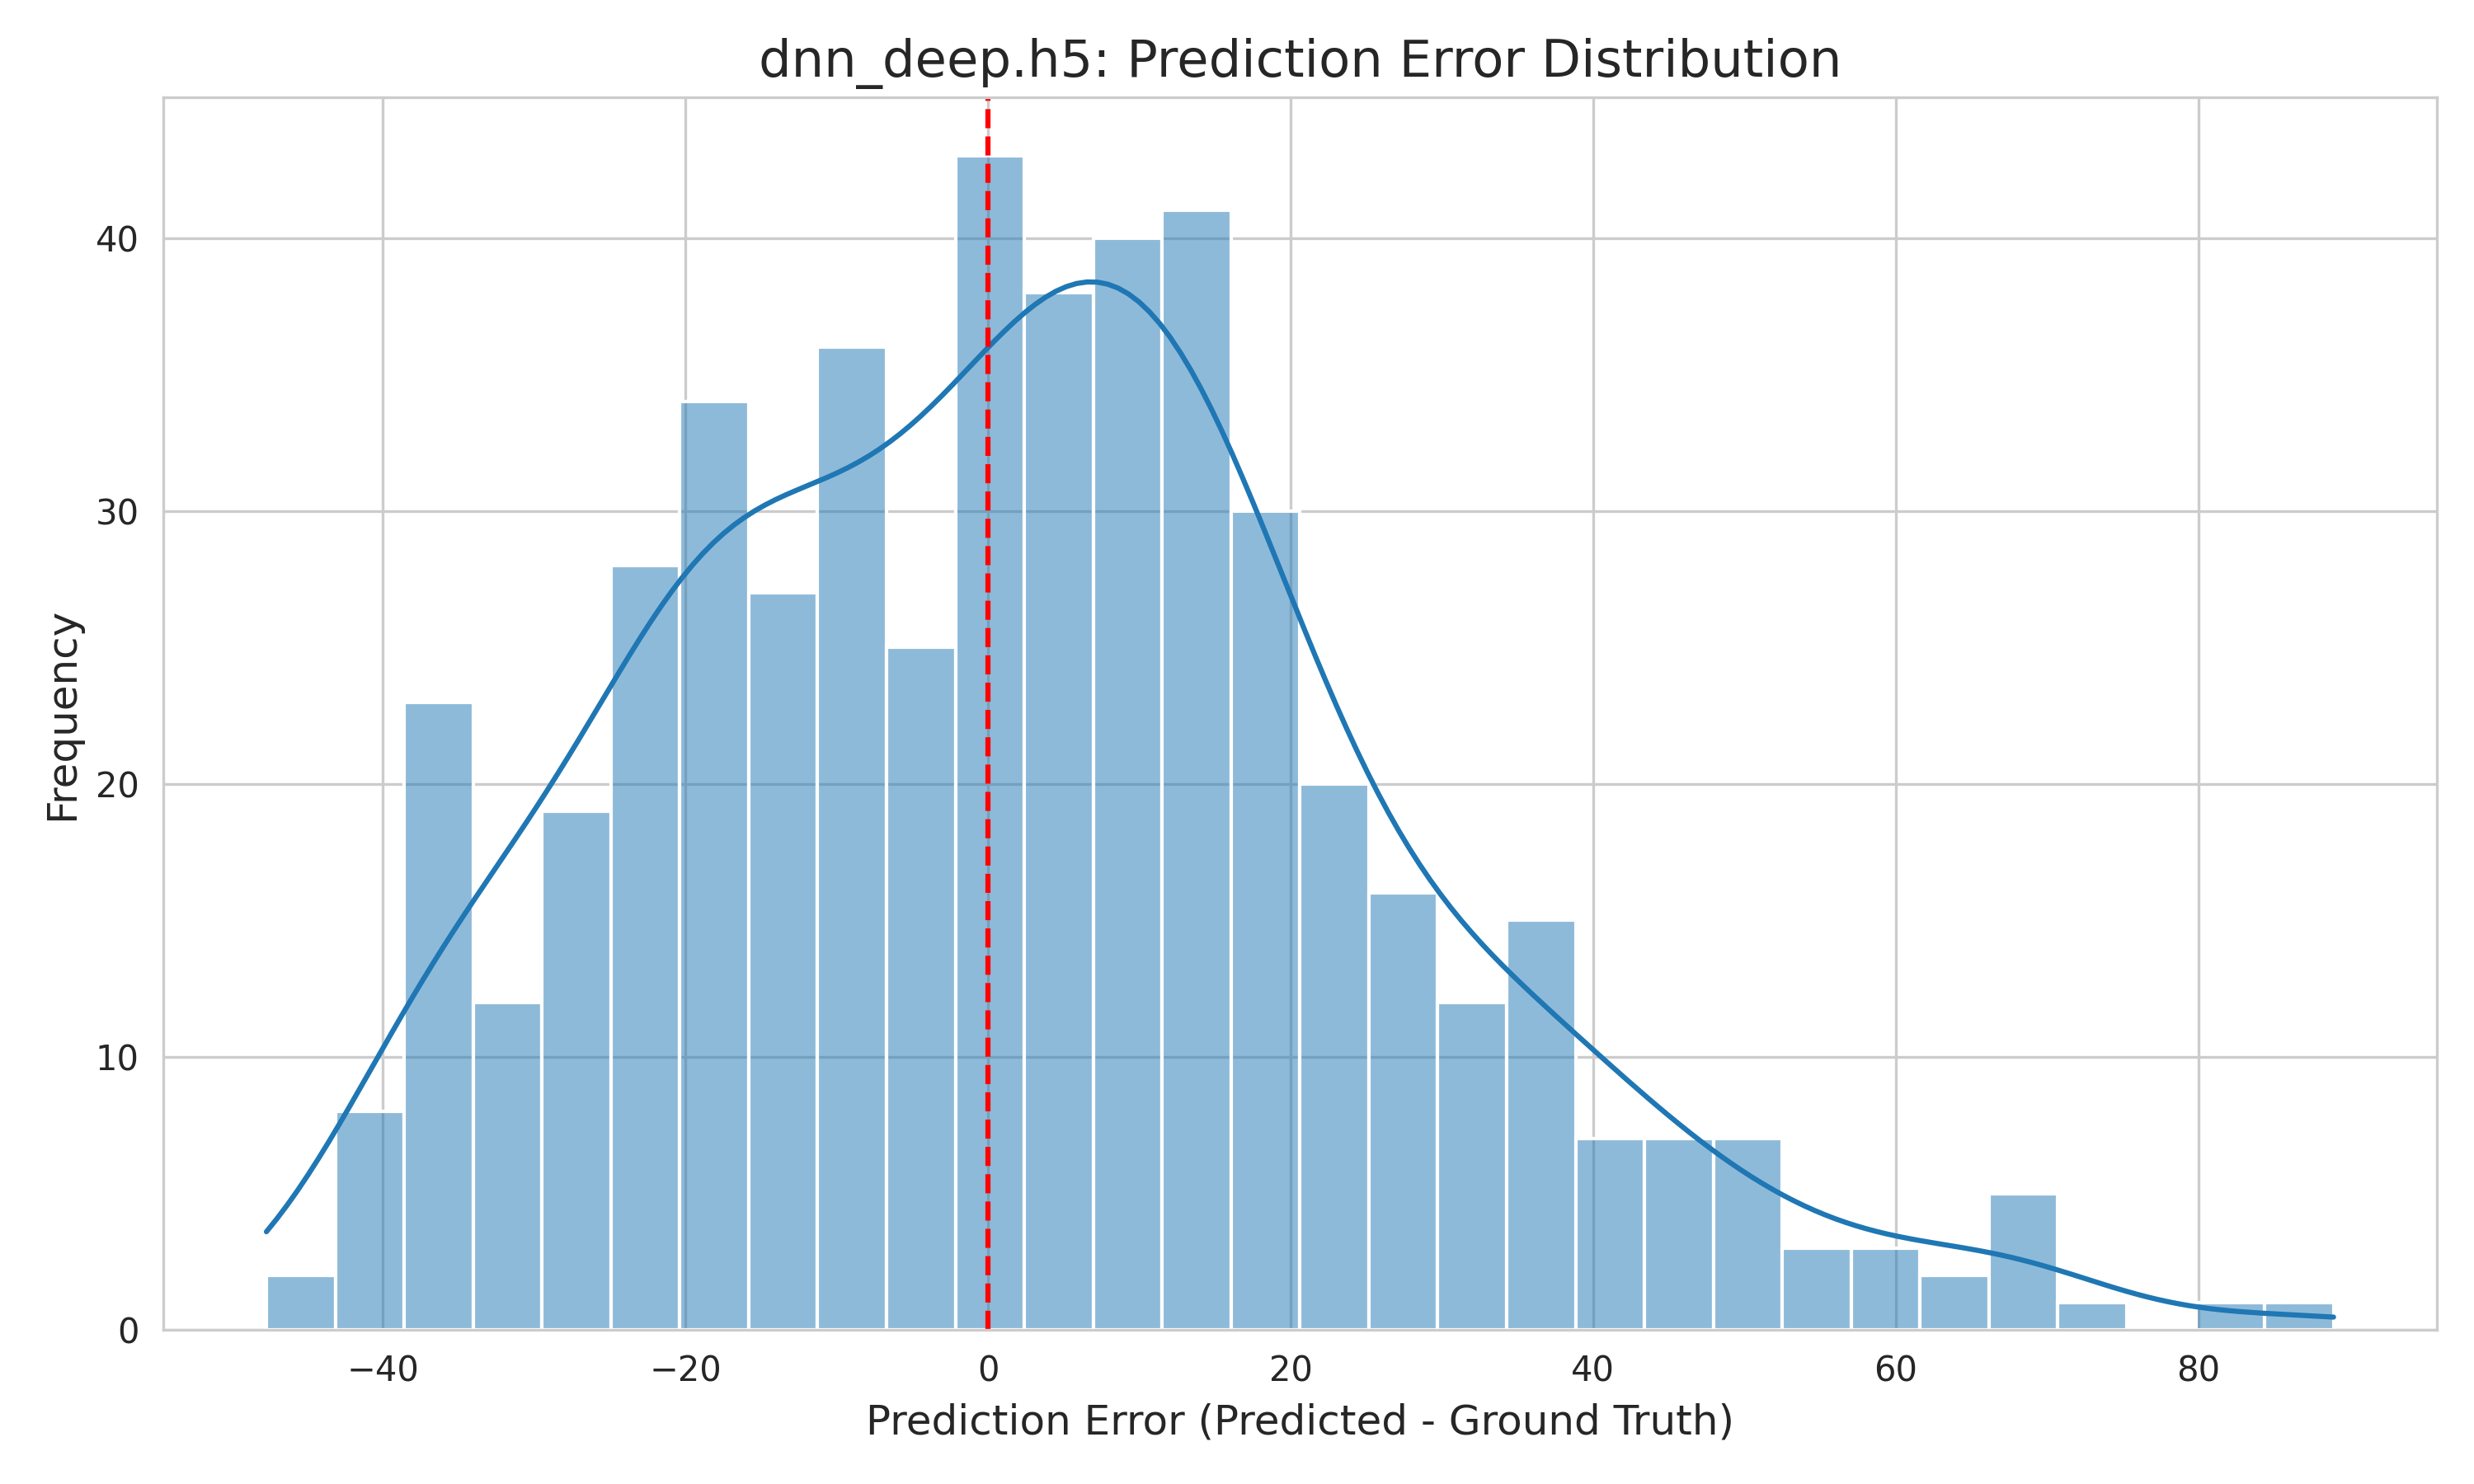 dnn_deep.h5: Prediction Error Distribution
Frequency
40
30
20
10
0
−40 −20 0 20 40 60 80
Prediction Error (Predicted - Ground Truth)